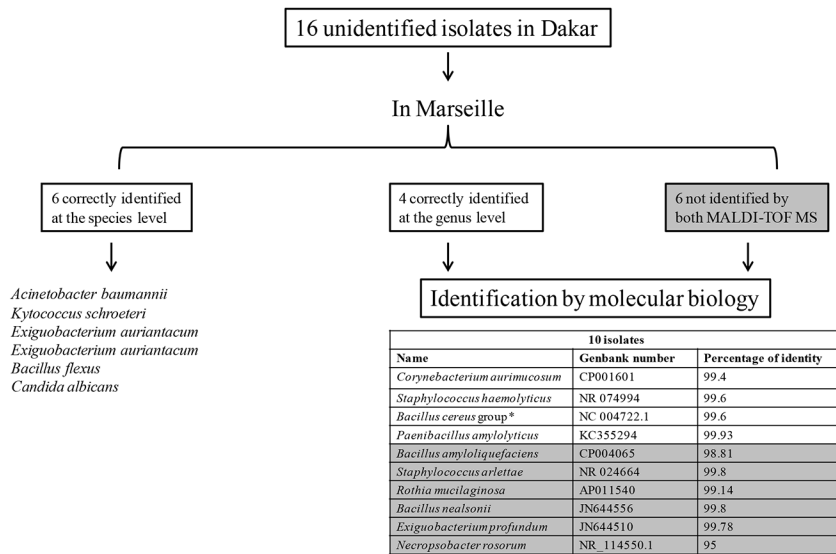 16 unidentified isolates in Dakar
In Marseille
6 correctly identified
at the species level
4 correctly identified
at the genus level
6 not identified by
both MALDI-TOF MS
Acinetobacter baumannii
Kytococcus schroeteri
Exiguobacterium auriantacum
Exiguobacterium auriantacum
Bacillus flexus
Candida albicans
Identification by molecular biology
10 isolates
Name Genbank number Percentage of identity
Corynebacterium aurimucosum CP001601 99.4
Staphylococcus haemolyticus NR 074994 99.6
Bacillus cereus group* NC 004722.1 99.6
Paenibacillus amylolyticus KC355294 99.93
Bacillus amyloliquefaciens CP004065 98.81
Staphylococcus arlettae NR 024664 99.8
Rothia mucilaginosa AP011540 99.14
Bacillus nealsonii JN644556 99.8
Exiguobacterium profundum JN644510 99.78
Necropsobacter rosorum NR_114550.1 95